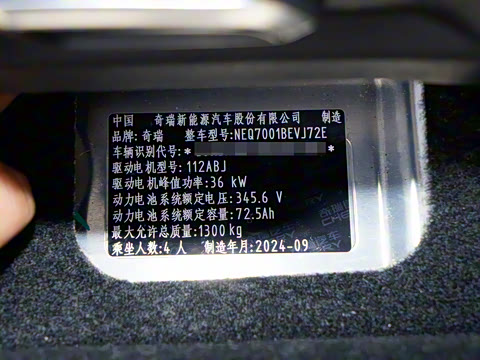 中国 奇瑞新能源汽车股份有限公司 制造
品牌:奇瑞 整车型号:NEQ7001BEVJ72E
车辆识别代号:* *
驱动电机型号:112ABJ
驱动电机峰值功率:36 kW
动力电池系统额定电压:345.6 V
动力电池系统额定容量:72.5Ah
最大允许总质量:1300kg
乘坐人数:4 人 制造年月:2024-09